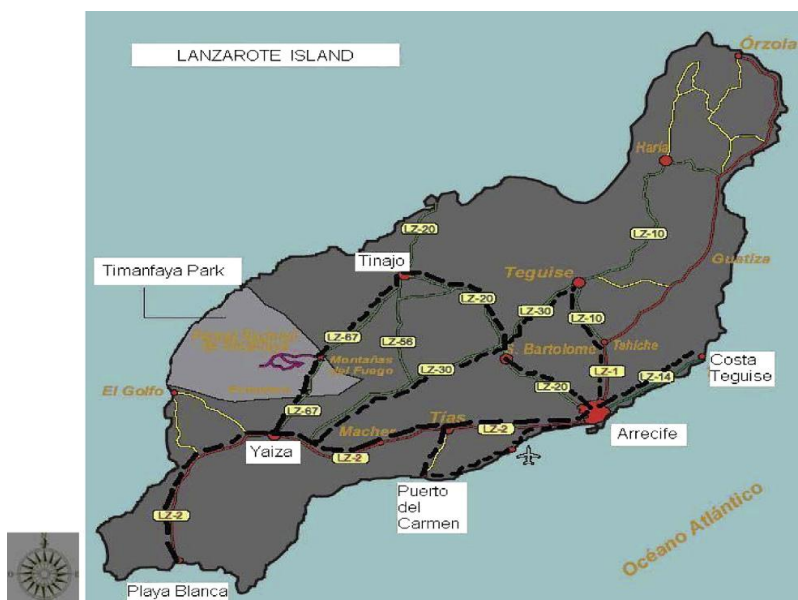 LANZAROTE ISLAND
Órzola
Haría
LZ-10
LZ-20
Guatiza
Tinajo
Timanfaya Park
Teguise
LZ-20
LZ-30
LZ-10
LZ-67
LZ-56
Tahiche
S. Bartolomé
Montañas
del Fuego
LZ-30
LZ-1
Costa
Teguise
LZ-14
LZ-20
El Golfo
LZ-67
Tías
Macher
LZ-2
Arrecife
Yaiza
LZ-2
Puerto
del
Carmen
LZ-2
Océano Atlántico
Playa Blanca